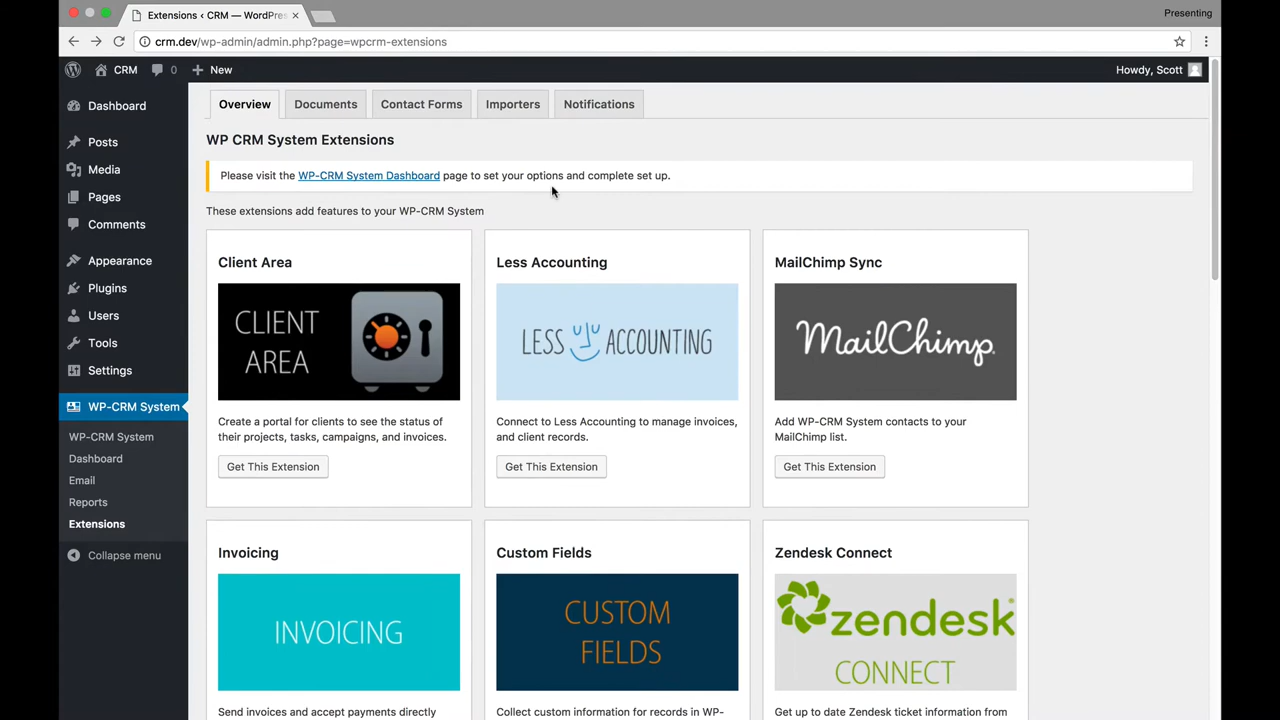 Extensions ‹ CRM — WordPres
Presenting
crm.dev/wp-admin/admin.php?page=wpcrm-extensions
CRM
0
New
Howdy, Scott
Dashboard
Posts
Media
Pages
Comments
Appearance
Plugins
Users
Tools
Settings
WP-CRM System
WP-CRM System
Dashboard
Email
Reports
Extensions
Collapse menu
Overview
Documents
Contact Forms
Importers
Notifications
WP CRM System Extensions
Please visit the WP-CRM System Dashboard page to set your options and complete set up.
These extensions add features to your WP-CRM System
Client Area
CLIENT
AREA
Create a portal for clients to see the status of
their projects, tasks, campaigns, and invoices.
Get This Extension
Less Accounting
LESS ACCOUNTING
Connect to Less Accounting to manage invoices,
and client records.
Get This Extension
MailChimp Sync
MailChimp
Add WP-CRM System contacts to your
MailChimp list.
Get This Extension
Invoicing
INVOICING
Send invoices and accept payments directly
Custom Fields
CUSTOM
FIELDS
Collect custom information for records in WP-
Zendesk Connect
zendesk
CONNECT
Get up to date Zendesk ticket information from